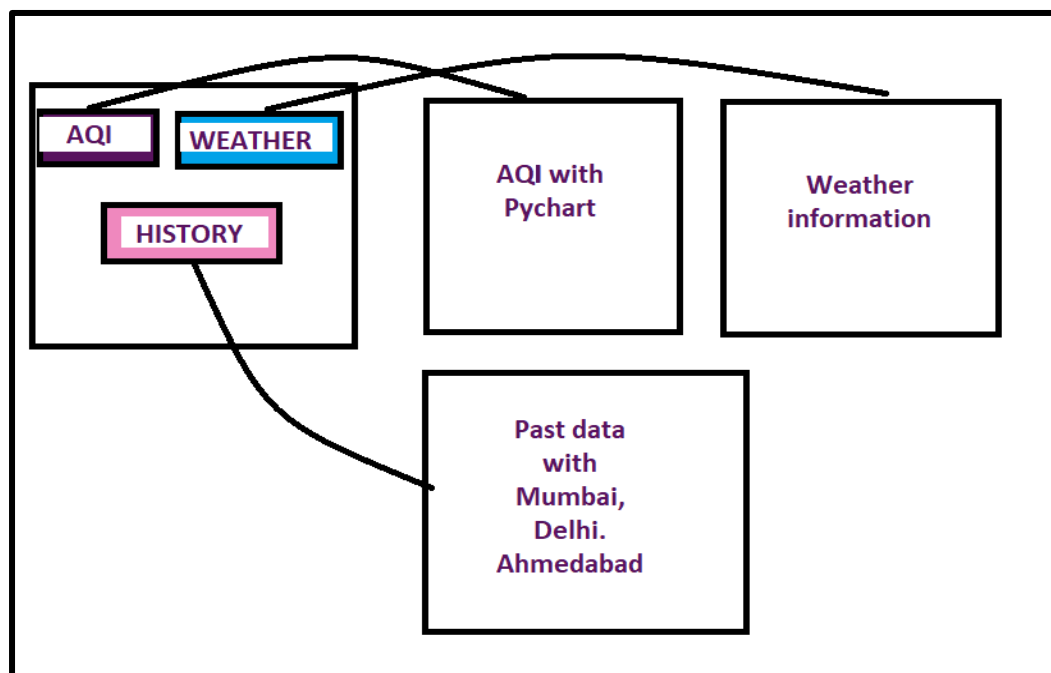 AQI
WEATHER
HISTORY
AQI with
Pychart
Weather
information
Past data
with
Mumbai,
Delhi.
Ahmedabad